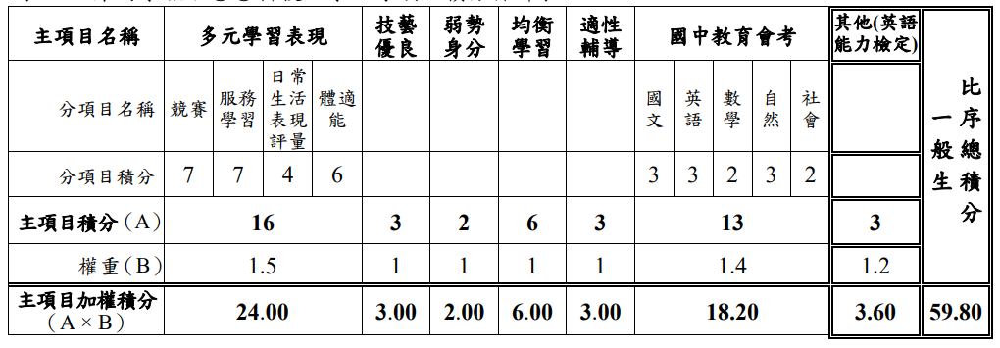 主項目名稱 多元學習表現 技藝優良 弱勢身分 均衡學習 適性輔導 國中教育會考 其他(英語能力檢定) 比序總積分一般生
分項目名稱 競賽 服務學習 日常生活表現評量 體適能 國文 英語 數學 自然 社會
分項目積分 7 7 4 6 3 3 2 3 2
主項目積分(A) 16 3 2 6 3 13 3
權重(B) 1.5 1 1 1 1 1.4 1.2
主項目加權積分(A × B) 24.00 3.00 2.00 6.00 3.00 18.20 3.60 59.80